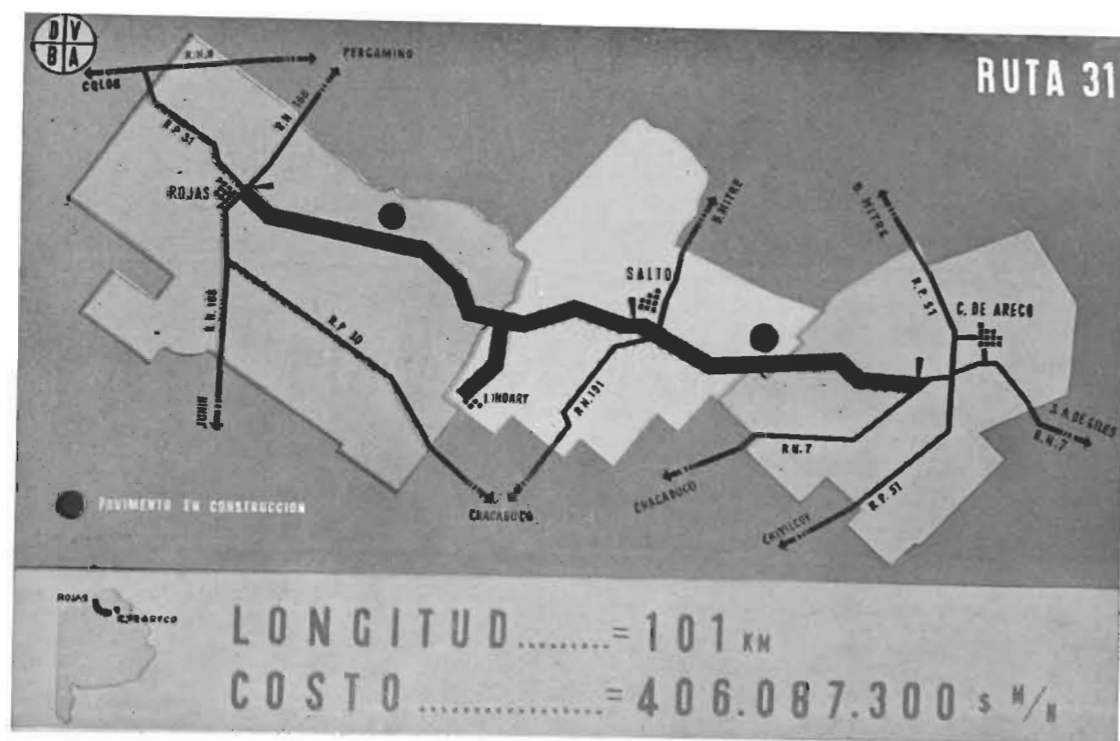 D V
B A
R.N.8
PERGAMINO
RUTA 31
COLON
R.N. 188
R.P. 31
ROJAS
B. MITRE
B. MITRE
SALTO
R.P. 51
C. DE ARECO
R.N. 188
R.P. 30
JUNIN
R.N. 191
S.A. DE GILES
R.N. 7
R.N. 7
CHACABUCO
R.P. 51
CHIVILCOY
PAVIMENTO EN CONSTRUCCION
CHACABUCO
ROJAS
LONGITUD ......... = 101 KM
COSTO ................. = 406.087.300 $ M/N